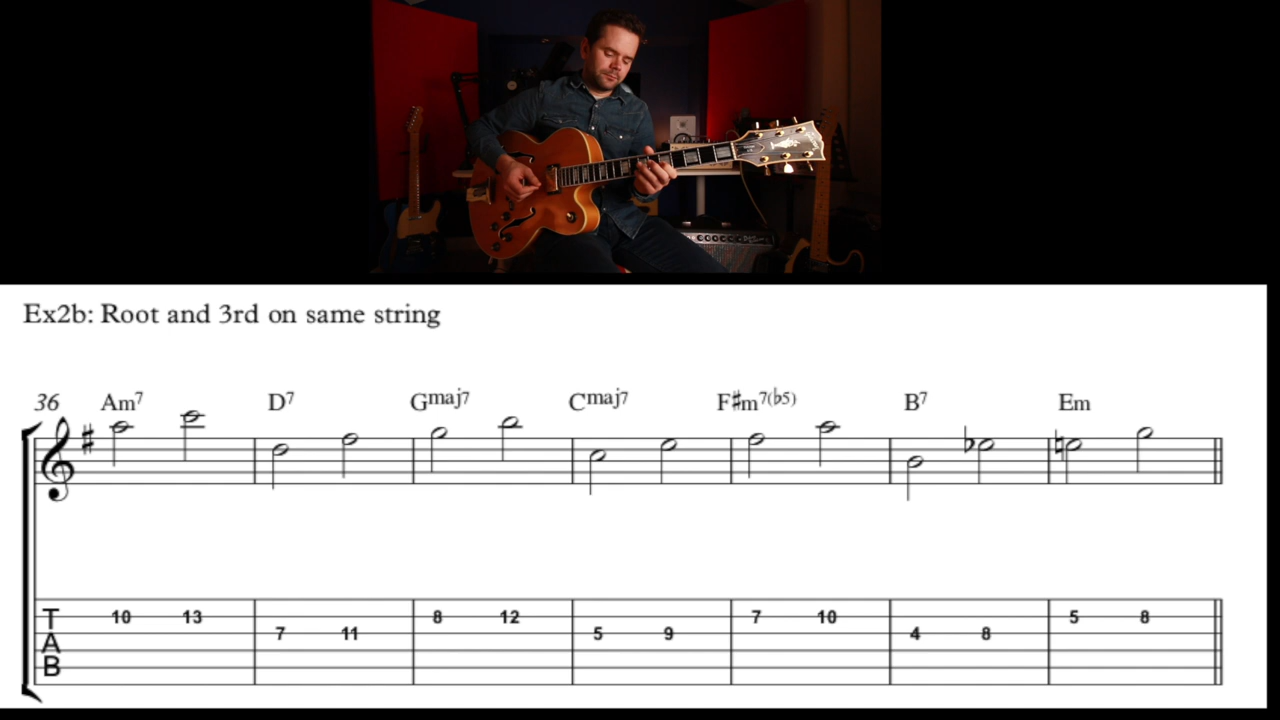 Ex2b: Root and 3rd on same string
36 Am7 D7 Gmaj7 Cmaj7 F♯m7(b5) B7 Em
T 10 13 8 12 7 10 5 8
A 7 11 5 9 4 8
B